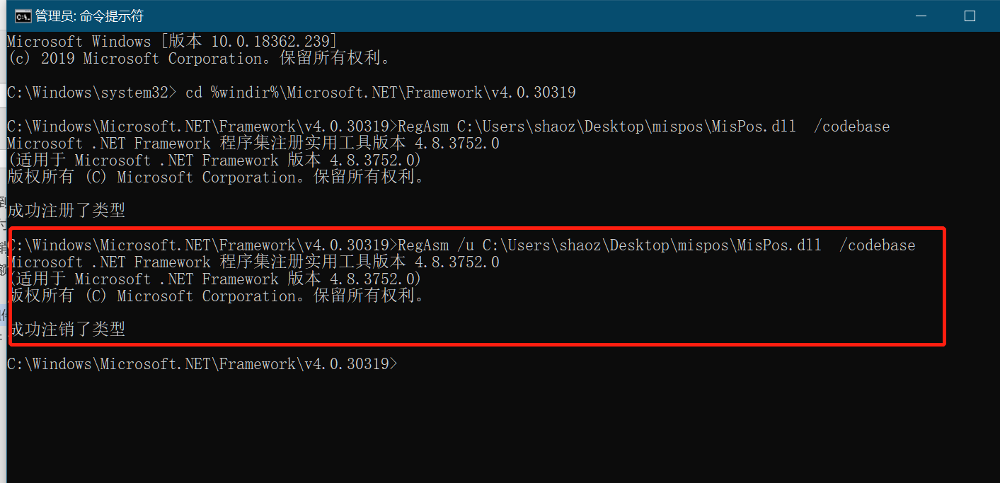 管理员: 命令提示符
Microsoft Windows [版本 10.0.18362.239]
(c) 2019 Microsoft Corporation。保留所有权利。
C:\Windows\system32> cd %windir%\Microsoft.NET\Framework\v4.0.30319
C:\Windows\Microsoft.NET\Framework\v4.0.30319>RegAsm C:\Users\shaoz\Desktop\mispos\MisPos.dll  /codebase
Microsoft .NET Framework 程序集注册实用工具版本 4.8.3752.0
(适用于 Microsoft .NET Framework 版本 4.8.3752.0)
版权所有 (C) Microsoft Corporation。保留所有权利。
成功注册了类型
C:\Windows\Microsoft.NET\Framework\v4.0.30319>RegAsm /u C:\Users\shaoz\Desktop\mispos\MisPos.dll  /codebase
Microsoft .NET Framework 程序集注册实用工具版本 4.8.3752.0
(适用于 Microsoft .NET Framework 版本 4.8.3752.0)
版权所有 (C) Microsoft Corporation。保留所有权利。
成功注销了类型
C:\Windows\Microsoft.NET\Framework\v4.0.30319>